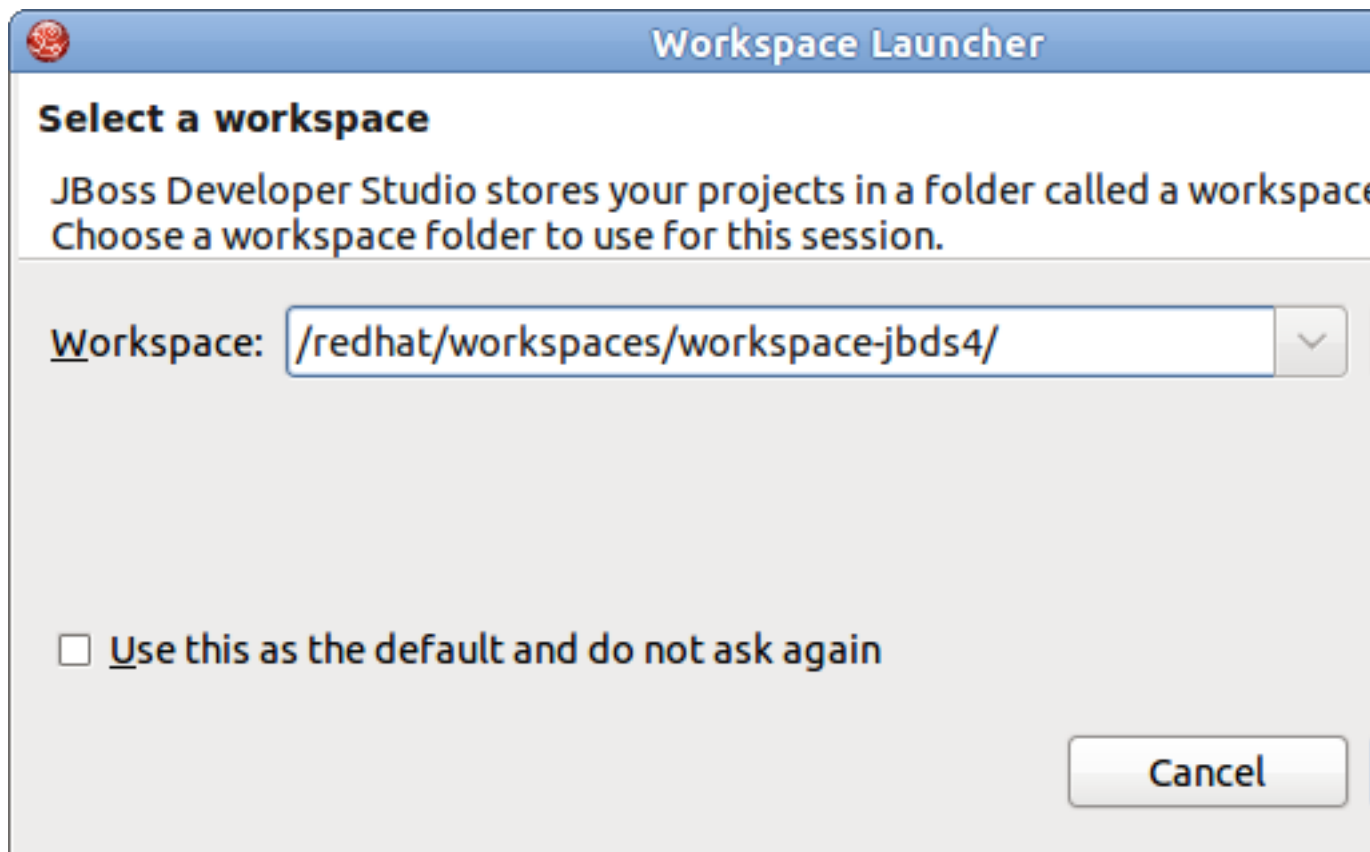 Workspace Launcher
Select a workspace
JBoss Developer Studio stores your projects in a folder called a workspace
Choose a workspace folder to use for this session.
Workspace: /redhat/workspaces/workspace-jbds4/
Use this as the default and do not ask again
Cancel